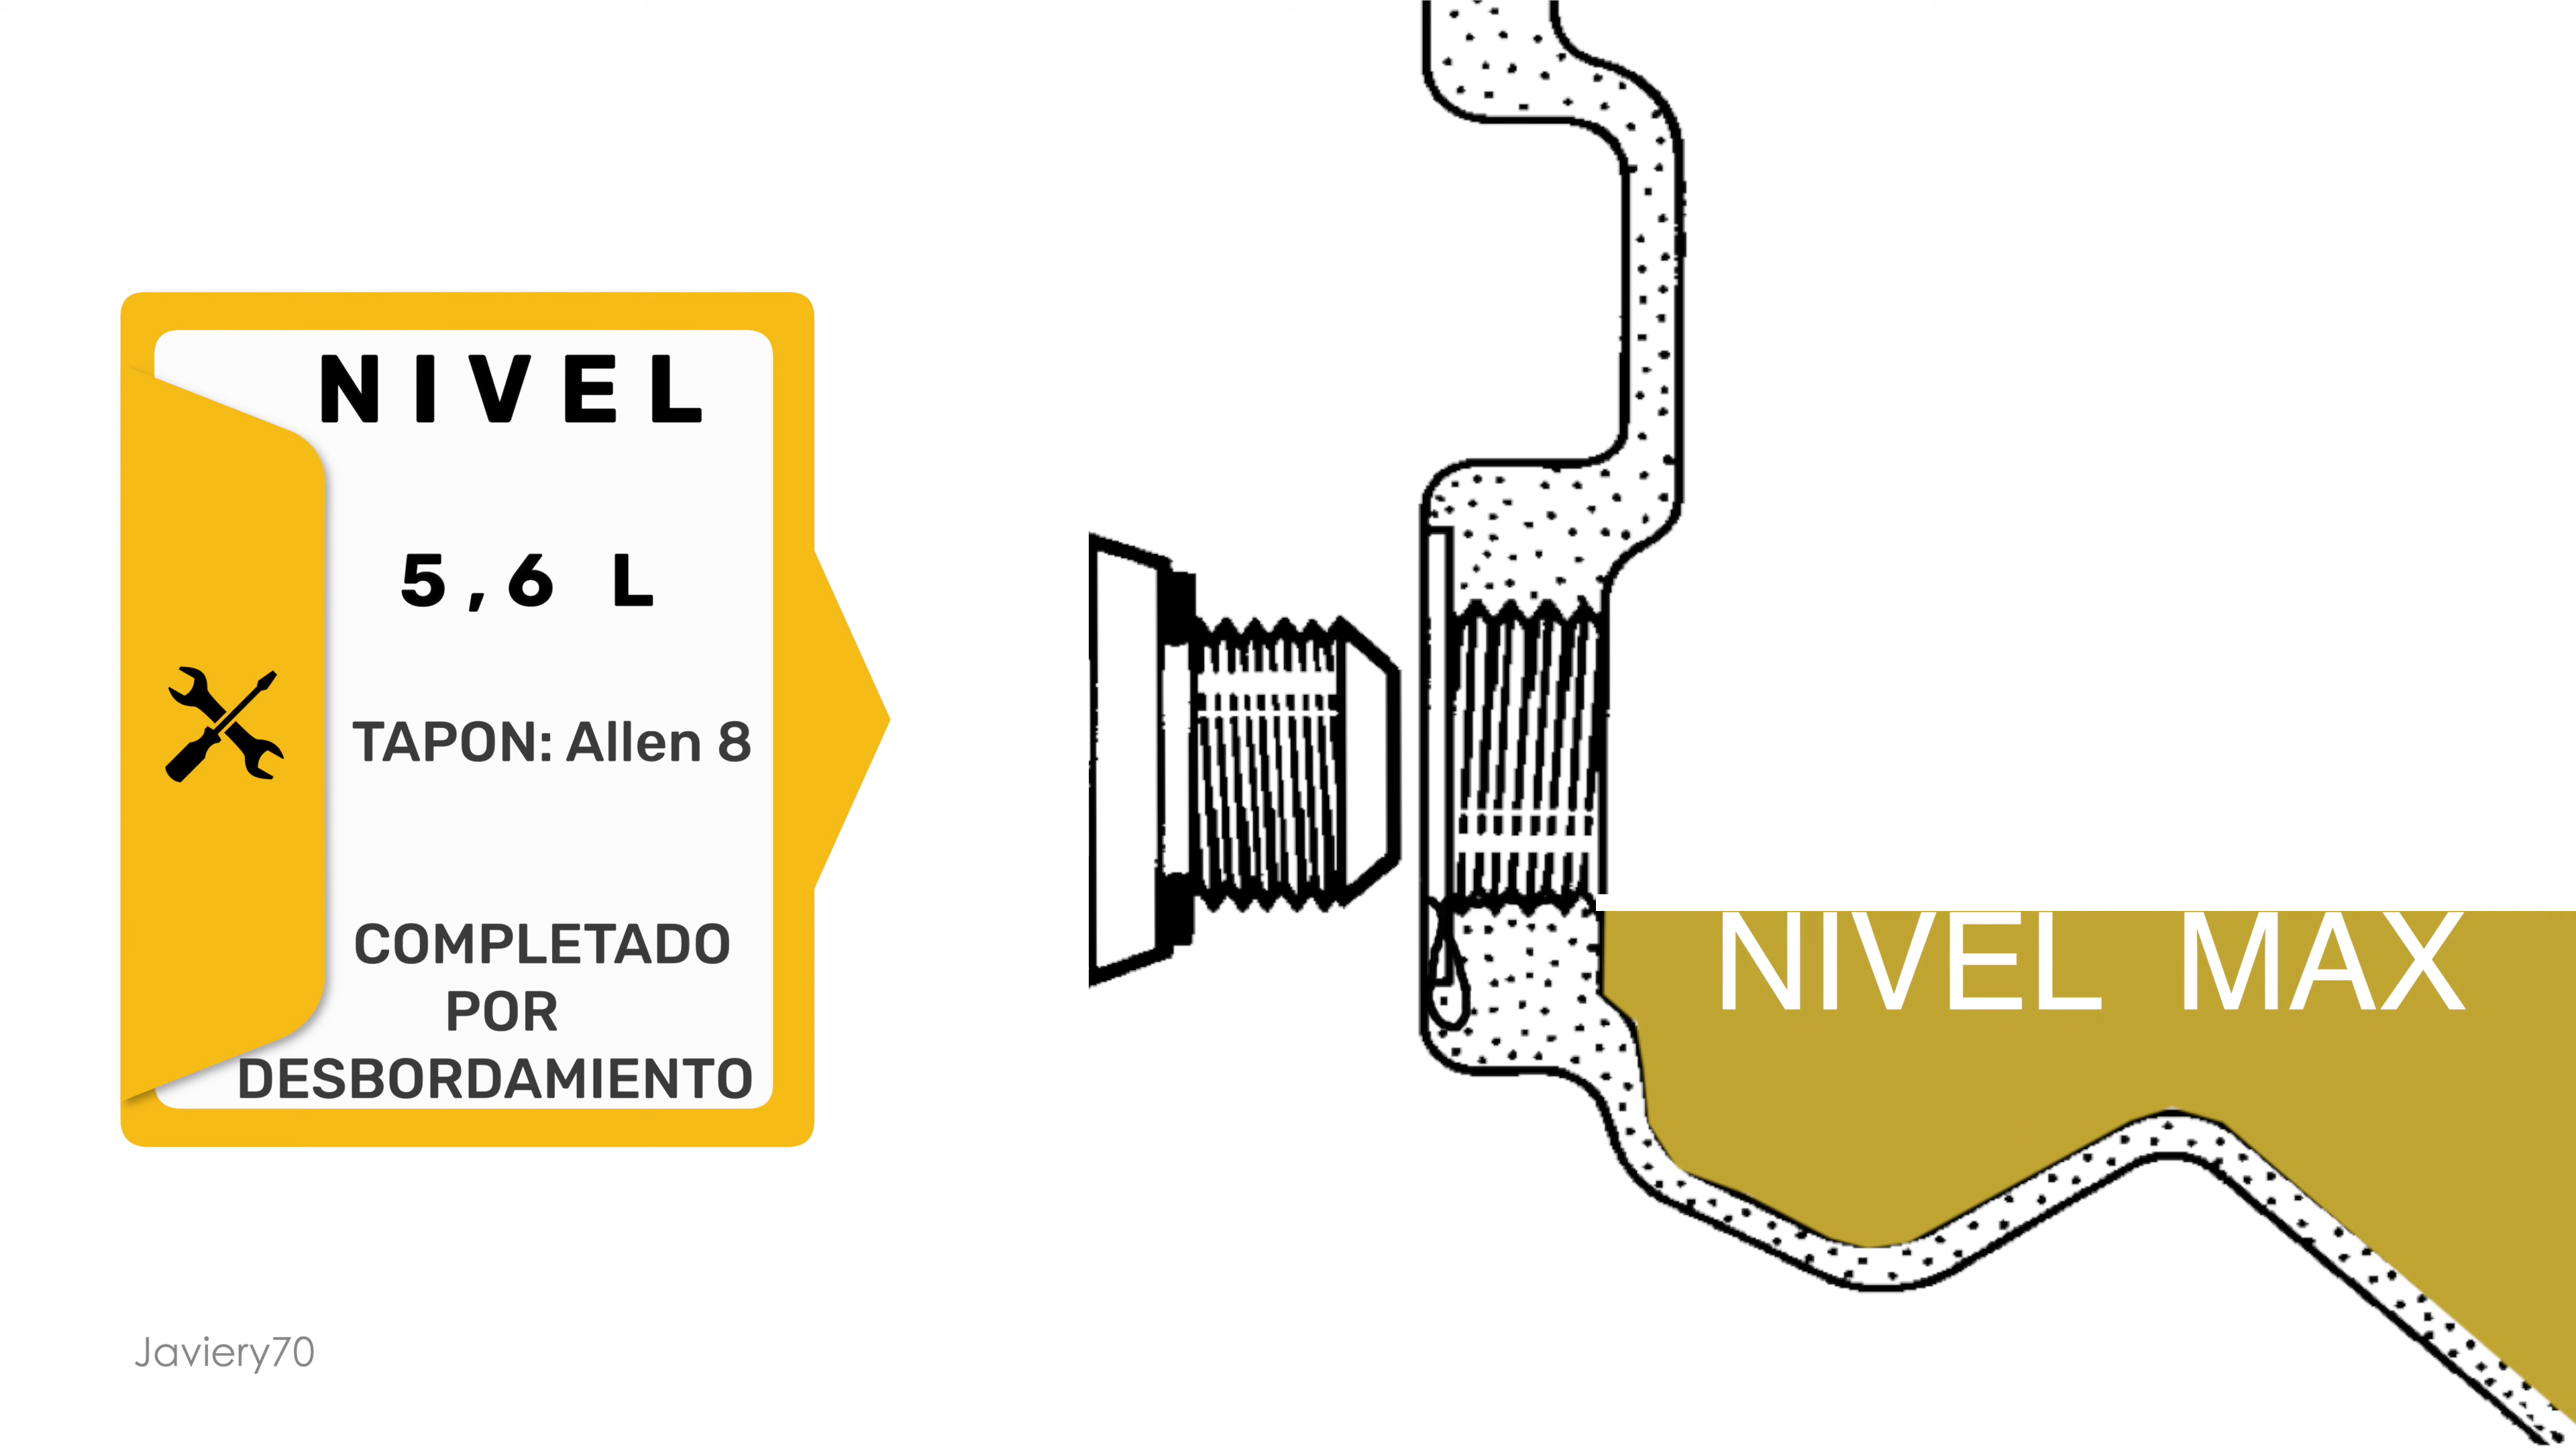 NIVEL
5,6 L
TAPON: Allen 8
COMPLETADO
POR
DESBORDAMIENTO
NIVEL MAX
Javiery70